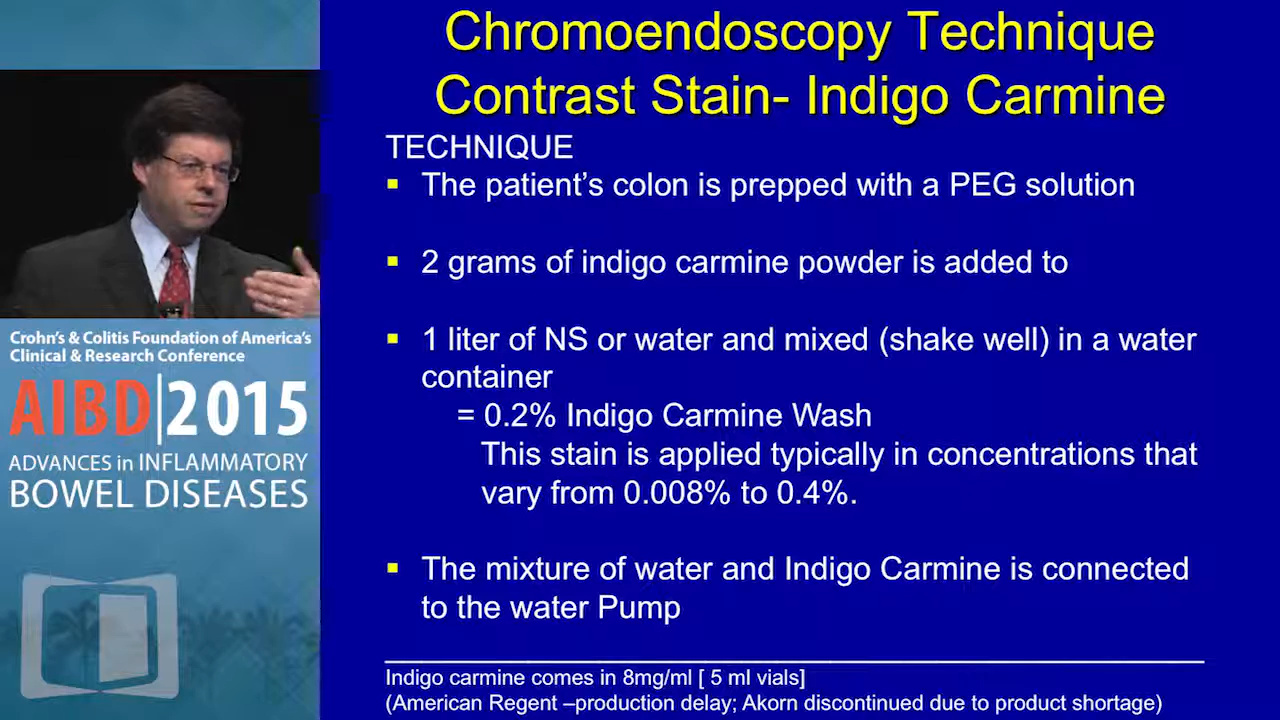 Chromoendoscopy Technique
Contrast Stain- Indigo Carmine
TECHNIQUE
▪ The patient's colon is prepped with a PEG solution
▪ 2 grams of indigo carmine powder is added to
▪ 1 liter of NS or water and mixed (shake well) in a water
container
= 0.2% Indigo Carmine Wash
This stain is applied typically in concentrations that
vary from 0.008% to 0.4%.
▪ The mixture of water and Indigo Carmine is connected
to the water Pump
Indigo carmine comes in 8mg/ml [ 5 ml vials]
(American Regent –production delay; Akorn discontinued due to product shortage)
Crohn's & Colitis Foundation of America's
Clinical & Research Conference
AIBD|2015
ADVANCES in INFLAMMATORY
BOWEL DISEASES